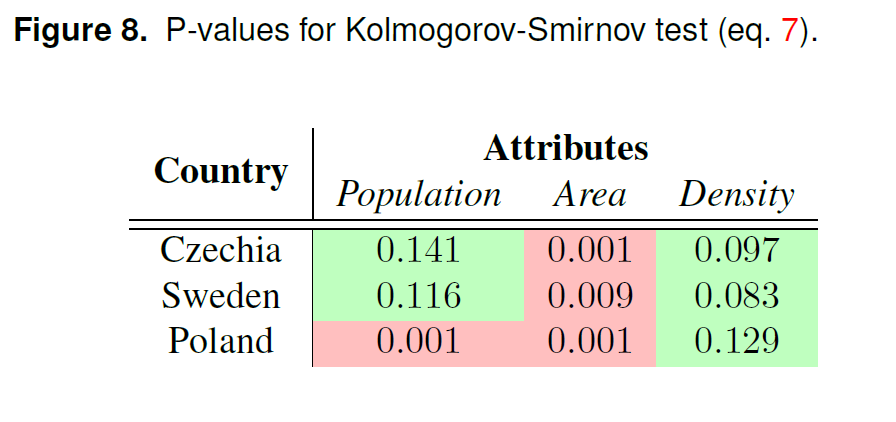 Figure 8. P-values for Kolmogorov-Smirnov test (eq. 7).
Attributes
Country
Population Area Density
Czechia 0.141 0.001 0.097
Sweden 0.116 0.009 0.083
Poland 0.001 0.001 0.129